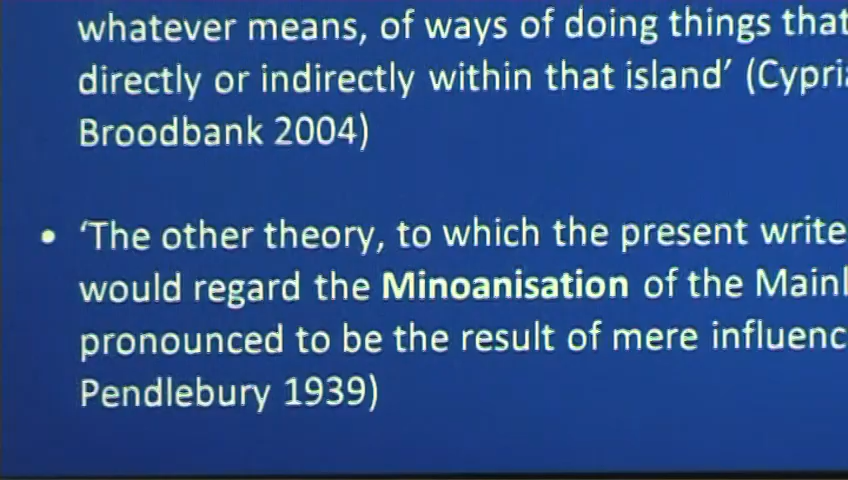 whatever means, of ways of doing things that
directly or indirectly within that island’ (Cypri
Broodbank 2004)
• ‘The other theory, to which the present write
would regard the Minoanisation of the Mainl
pronounced to be the result of mere influenc
Pendlebury 1939)